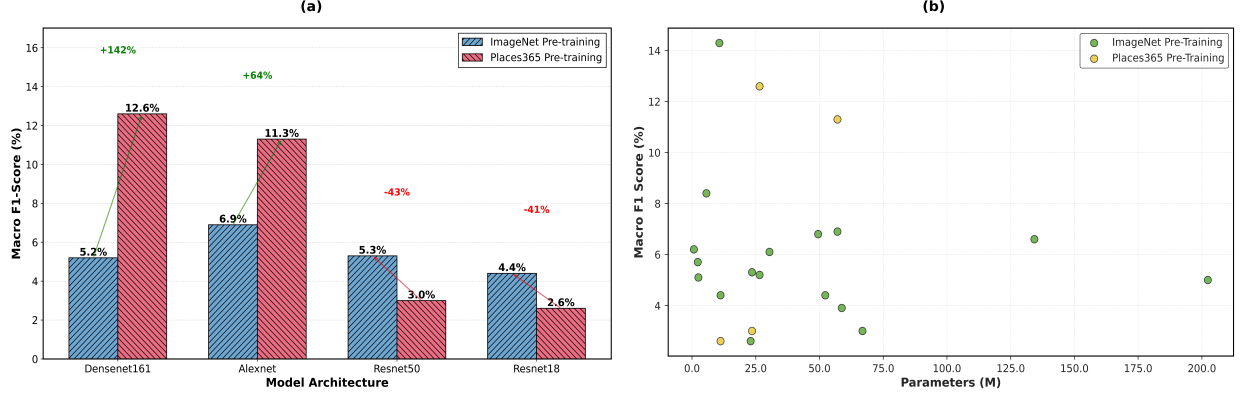 (a)
Macro F1-Score (%)
16
14
12
10
8
6
4
2
0
+142%
+64%
-43%
-41%
ImageNet Pre-training
Places365 Pre-training
5.2%
12.6%
6.9%
11.3%
5.3%
3.0%
4.4%
2.6%
Densenet161
Alexnet
Resnet50
Resnet18
Model Architecture
(b)
Macro F1 Score (%)
14
12
10
8
6
4
ImageNet Pre-Training
Places365 Pre-Training
0.0
25.0
50.0
75.0
100.0
125.0
150.0
175.0
200.0
Parameters (M)